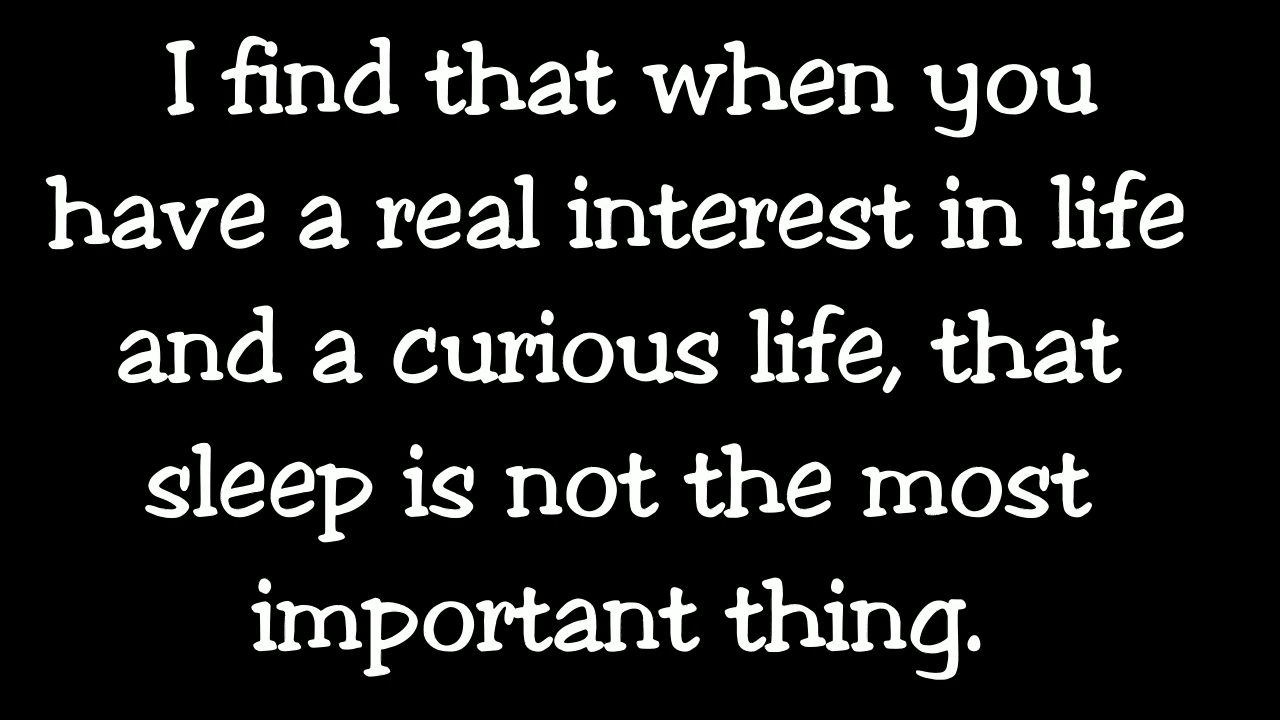 I find that when you
have a real interest in life
and a curious life, that
sleep is not the most
important thing.